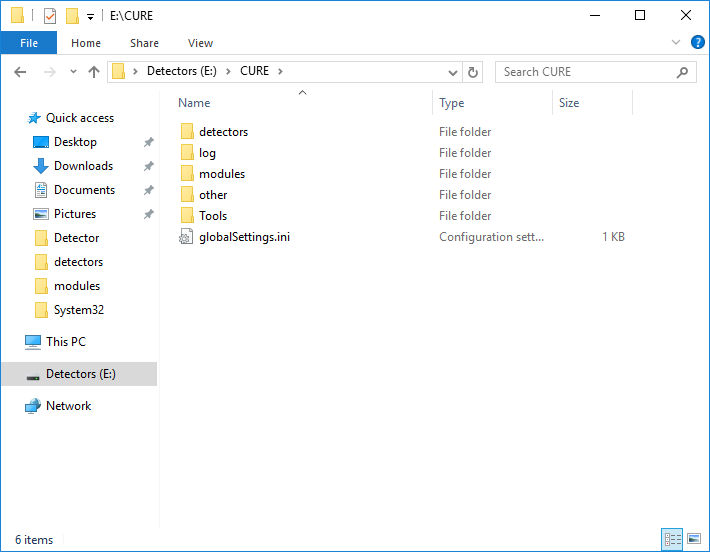 E:\CURE
File Home Share View
Detectors (E:) CURE
Search CURE
Name Type Size
Quick access
Desktop
Downloads
Documents
Pictures
Detector
detectors
modules
System32
This PC
Detectors (E:)
Network
detectors File folder
log File folder
modules File folder
other File folder
Tools File folder
globalSettings.ini Configuration sett... 1 KB
6 items